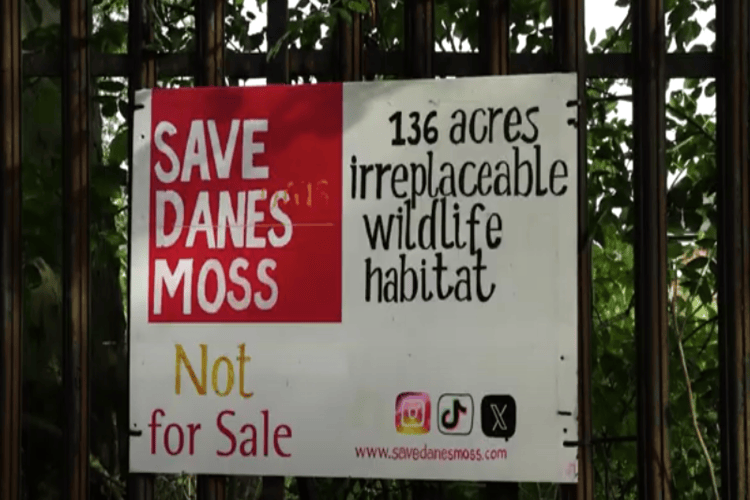 SAVE
DANES
MOSS
136 acres
irreplaceable
wildlife
habitat
Not
for Sale
www.savedanesmoss.com